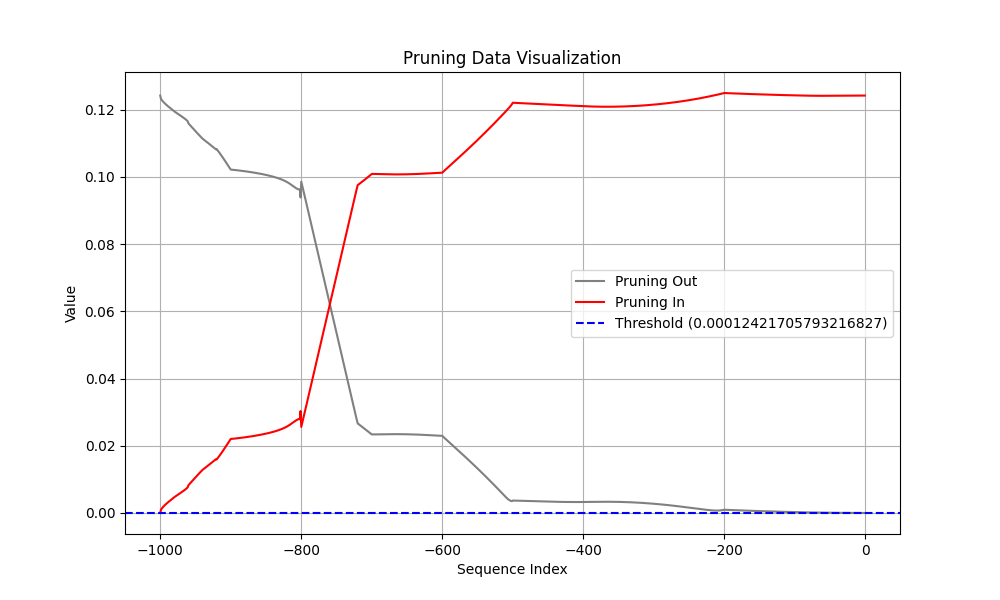 Pruning Data Visualization
Value
0.12
0.10
0.08
0.06
0.04
0.02
0.00
Pruning Out
Pruning In
Threshold (0.00012421705793216827)
−1000
−800
−600
−400
−200
0
Sequence Index